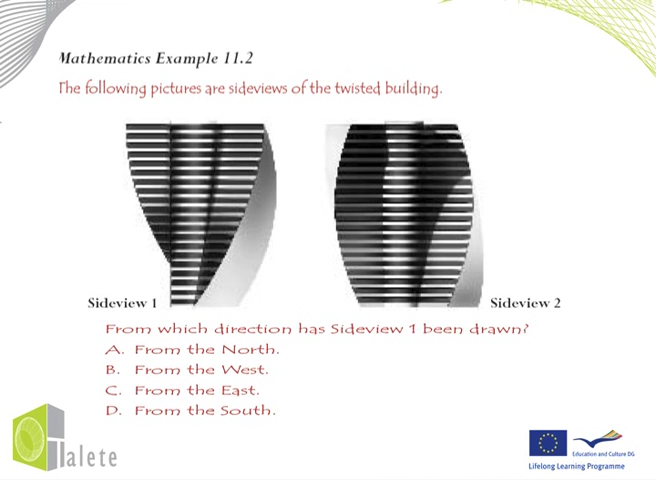 Mathematics Example 11.2
The following pictures are sideviews of the twisted building.
Sideview 1
Sideview 2
From which direction has Sideview 1 been drawn?
A. From the North.
B. From the West.
C. From the East.
D. From the South.
Talete
Education and Culture DG
Lifelong Learning Programme